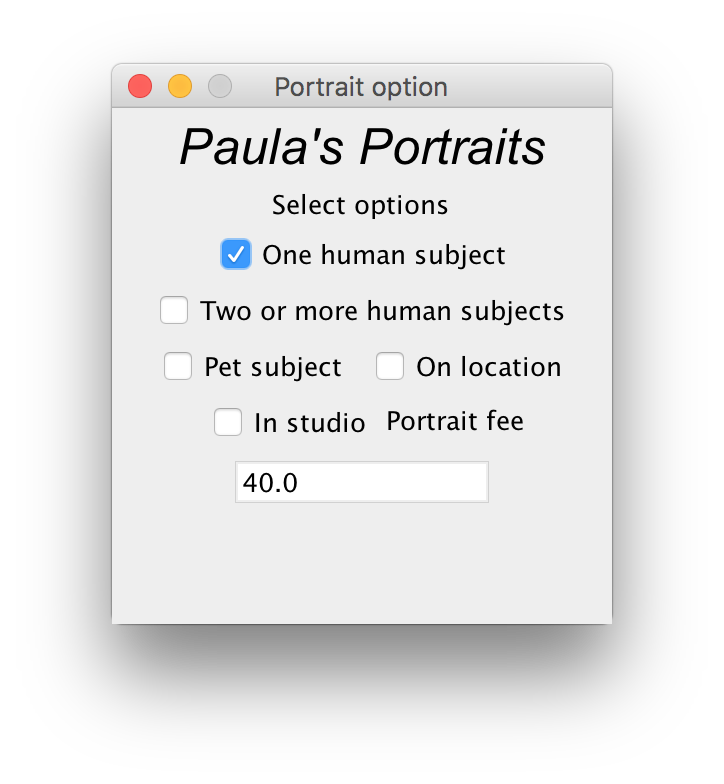 Portrait option
Paula's Portraits
Select options
One human subject
Two or more human subjects
Pet subject On location
In studio Portrait fee
40.0